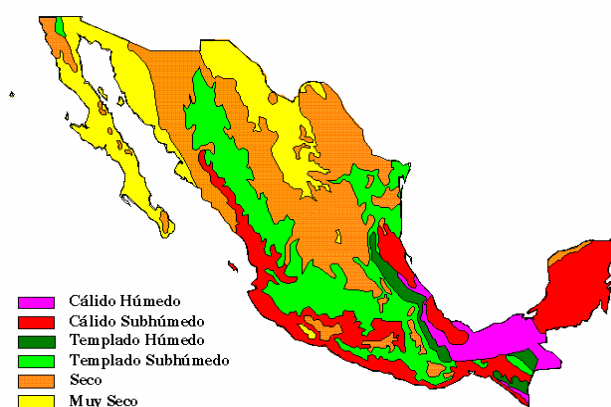 Cálido Húmedo
Cálido Subhúmedo
Templado Húmedo
Templado Subhúmedo
Seco
Muy Seco